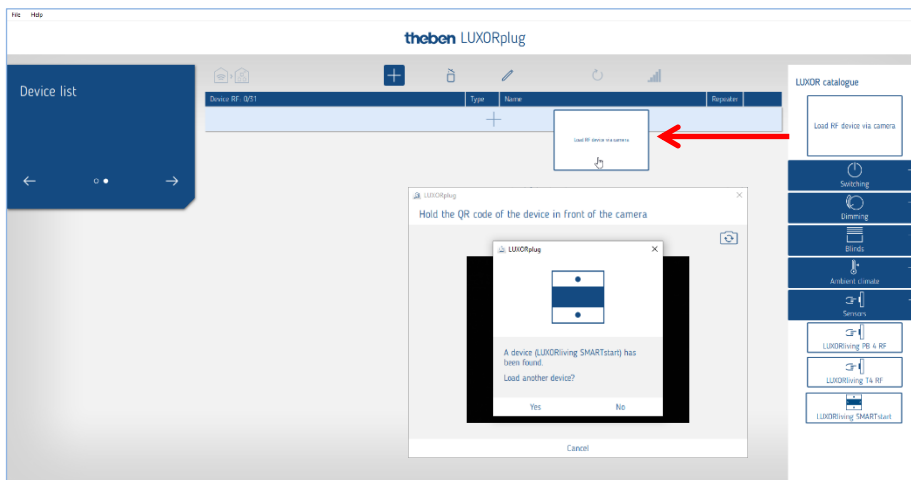 File Help
theben LUXORplug
Device list
Device RF: 0/31 Type Name Repeater
Load RF device via camera
LUXORplug
Hold the QR code of the device in front of the camera
LUXORplug
A device (LUXORliving SMARTstart) has
been found.
Load another device?
Yes No
Cancel
LUXOR catalogue
Load RF device via camera
Switching
Dimming
Blinds
Ambient climate
Sensors
LUXORliving PB 4 RF
LUXORliving T4 RF
LUXORliving SMARTstart